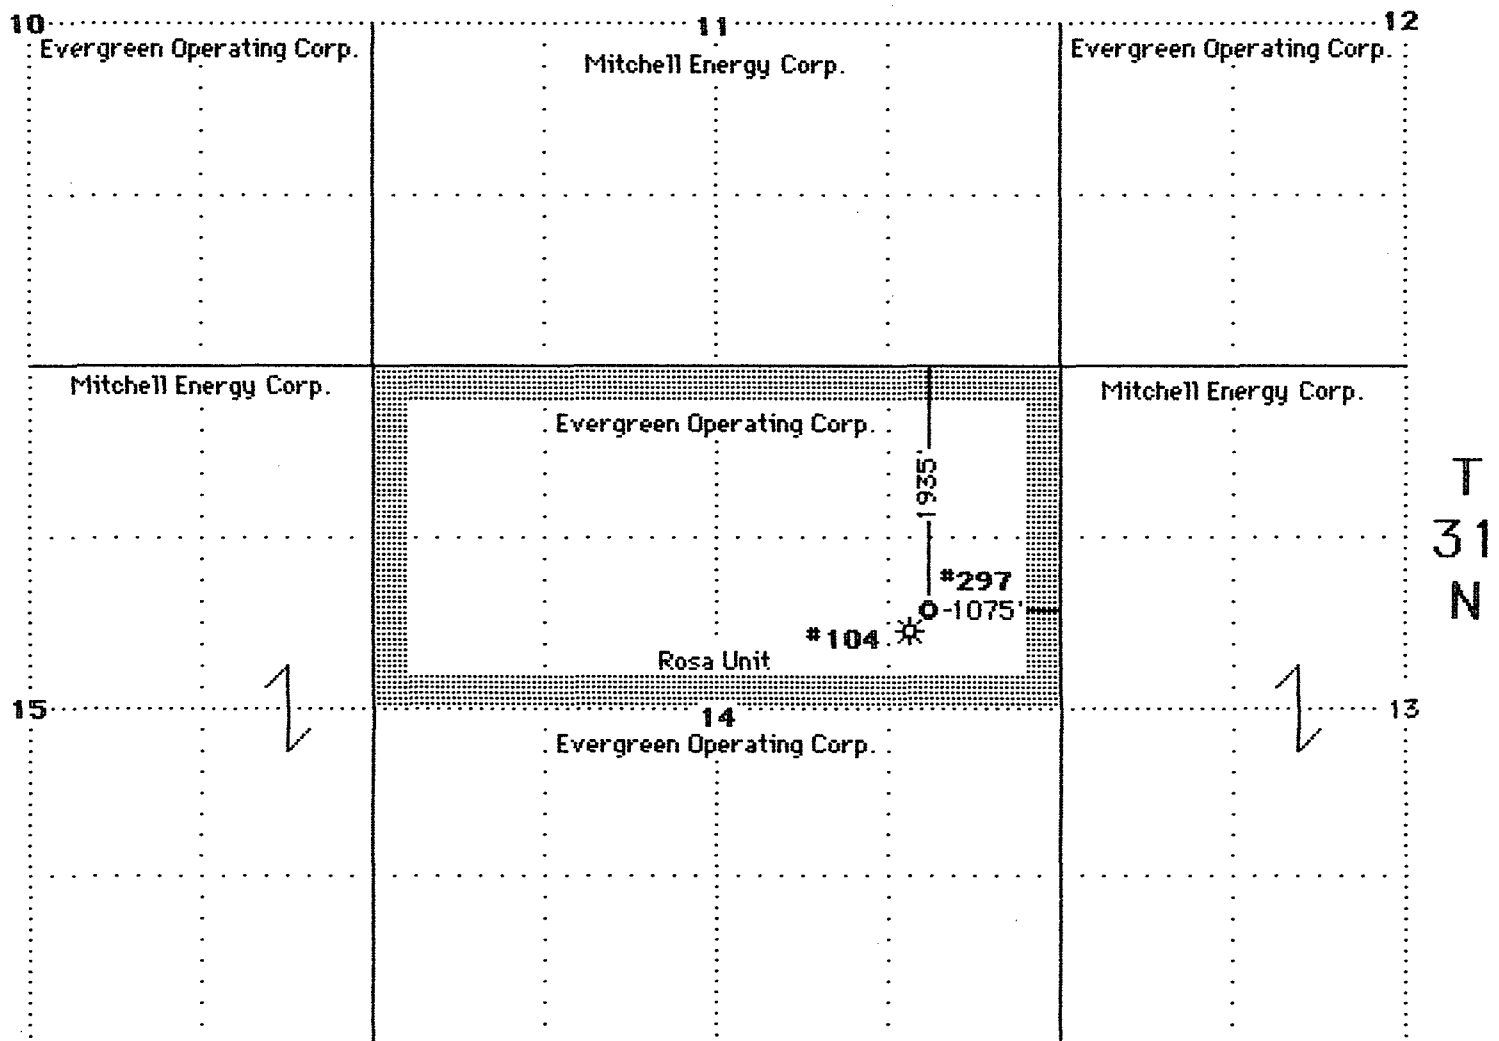 10
11
12
Evergreen Operating Corp.
Mitchell Energy Corp.
Evergreen Operating Corp.
Mitchell Energy Corp.
Evergreen Operating Corp.
Mitchell Energy Corp.
1935'
T
31
N
#297
-1075'
#104
Rosa Unit
15
14
13
Evergreen Operating Corp.